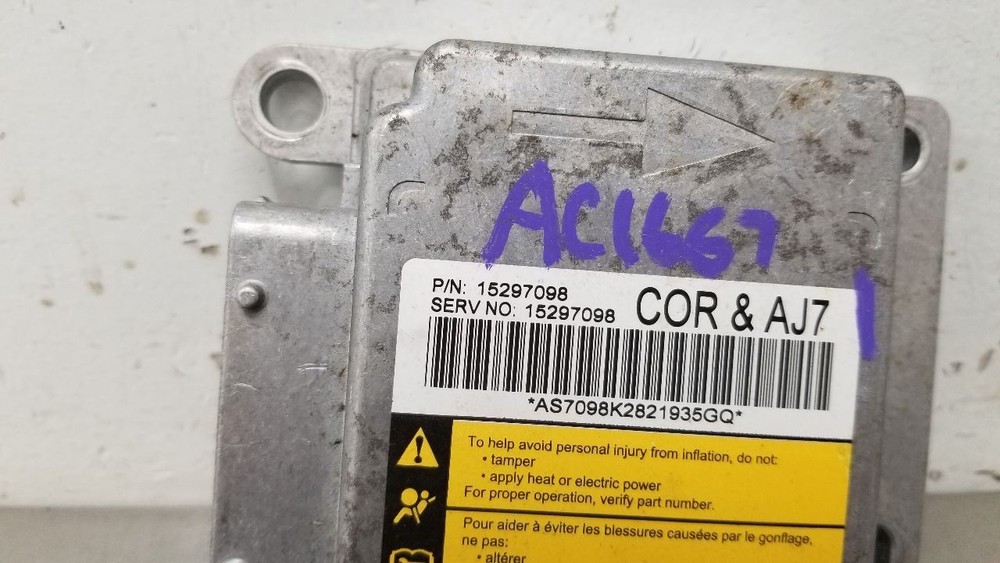 AC1667
P/N: 15297098
SERV NO: 15297098
COR & AJ7
*AS7098K2821935GQ*
To help avoid personal injury from inflation, do not:
• tamper
• apply heat or electric power
For proper operation, verify part number.
Pour aider à éviter les blessures causées par le gonflage,
ne pas:
• altérer